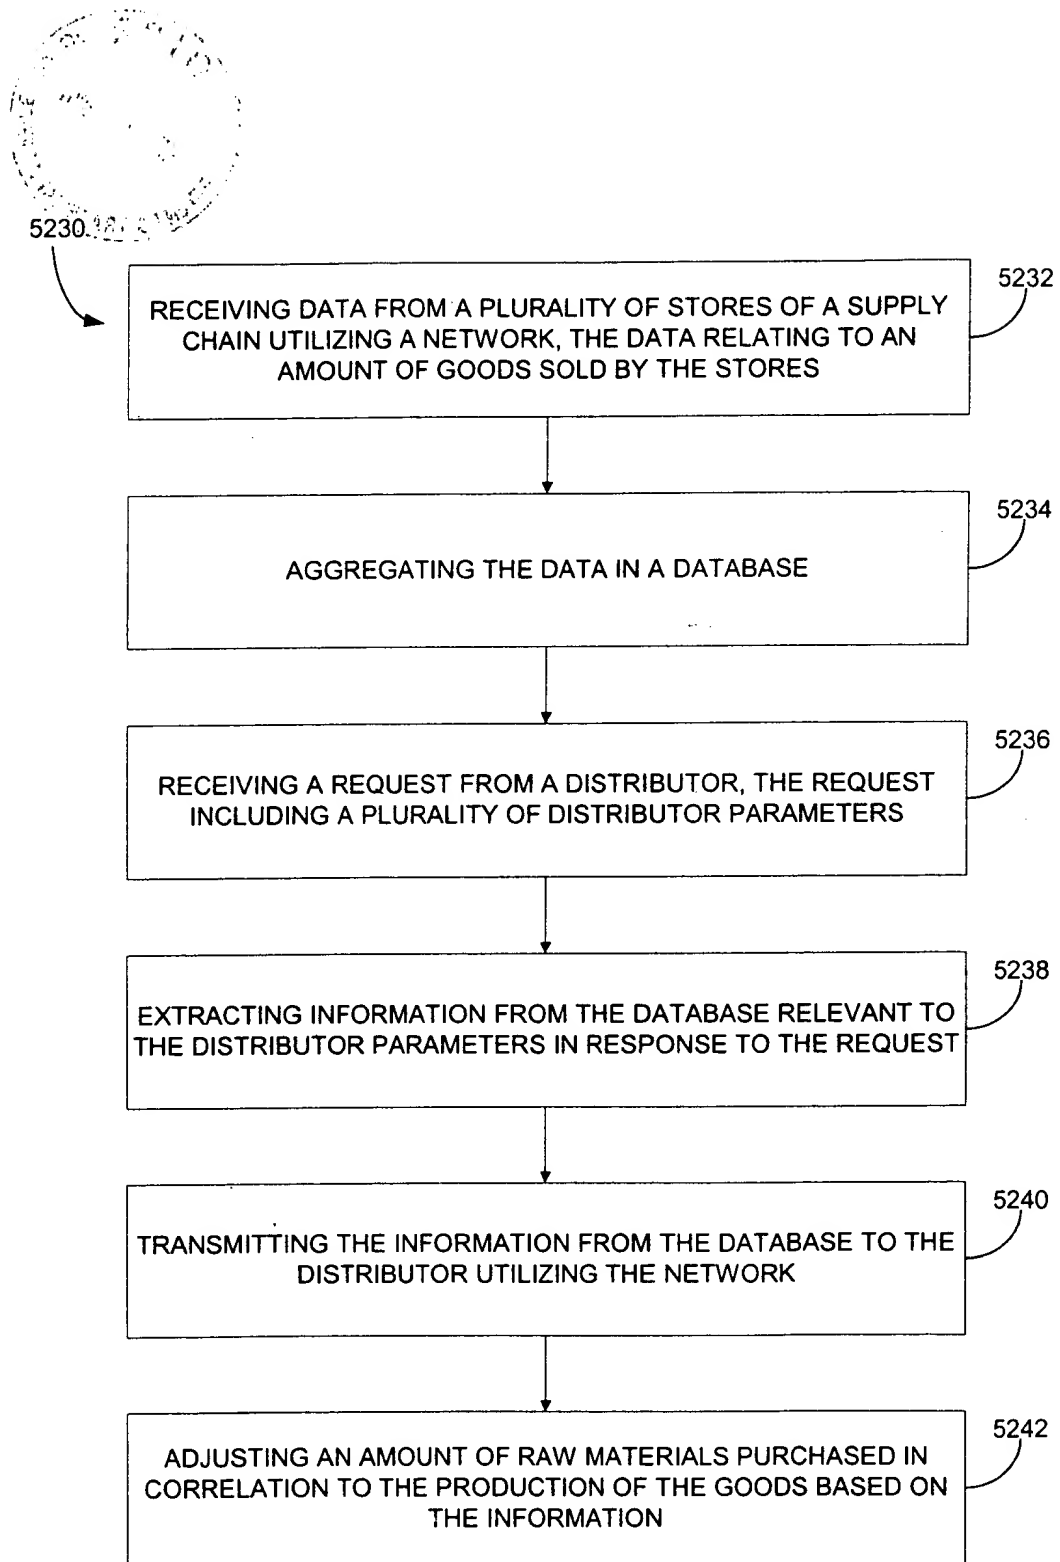 5230
5232
RECEIVING DATA FROM A PLURALITY OF STORES OF A SUPPLY
CHAIN UTILIZING A NETWORK, THE DATA RELATING TO AN
AMOUNT OF GOODS SOLD BY THE STORES
5234
AGGREGATING THE DATA IN A DATABASE
5236
RECEIVING A REQUEST FROM A DISTRIBUTOR, THE REQUEST
INCLUDING A PLURALITY OF DISTRIBUTOR PARAMETERS
5238
EXTRACTING INFORMATION FROM THE DATABASE RELEVANT TO
THE DISTRIBUTOR PARAMETERS IN RESPONSE TO THE REQUEST
5240
TRANSMITTING THE INFORMATION FROM THE DATABASE TO THE
DISTRIBUTOR UTILIZING THE NETWORK
5242
ADJUSTING AN AMOUNT OF RAW MATERIALS PURCHASED IN
CORRELATION TO THE PRODUCTION OF THE GOODS BASED ON
THE INFORMATION